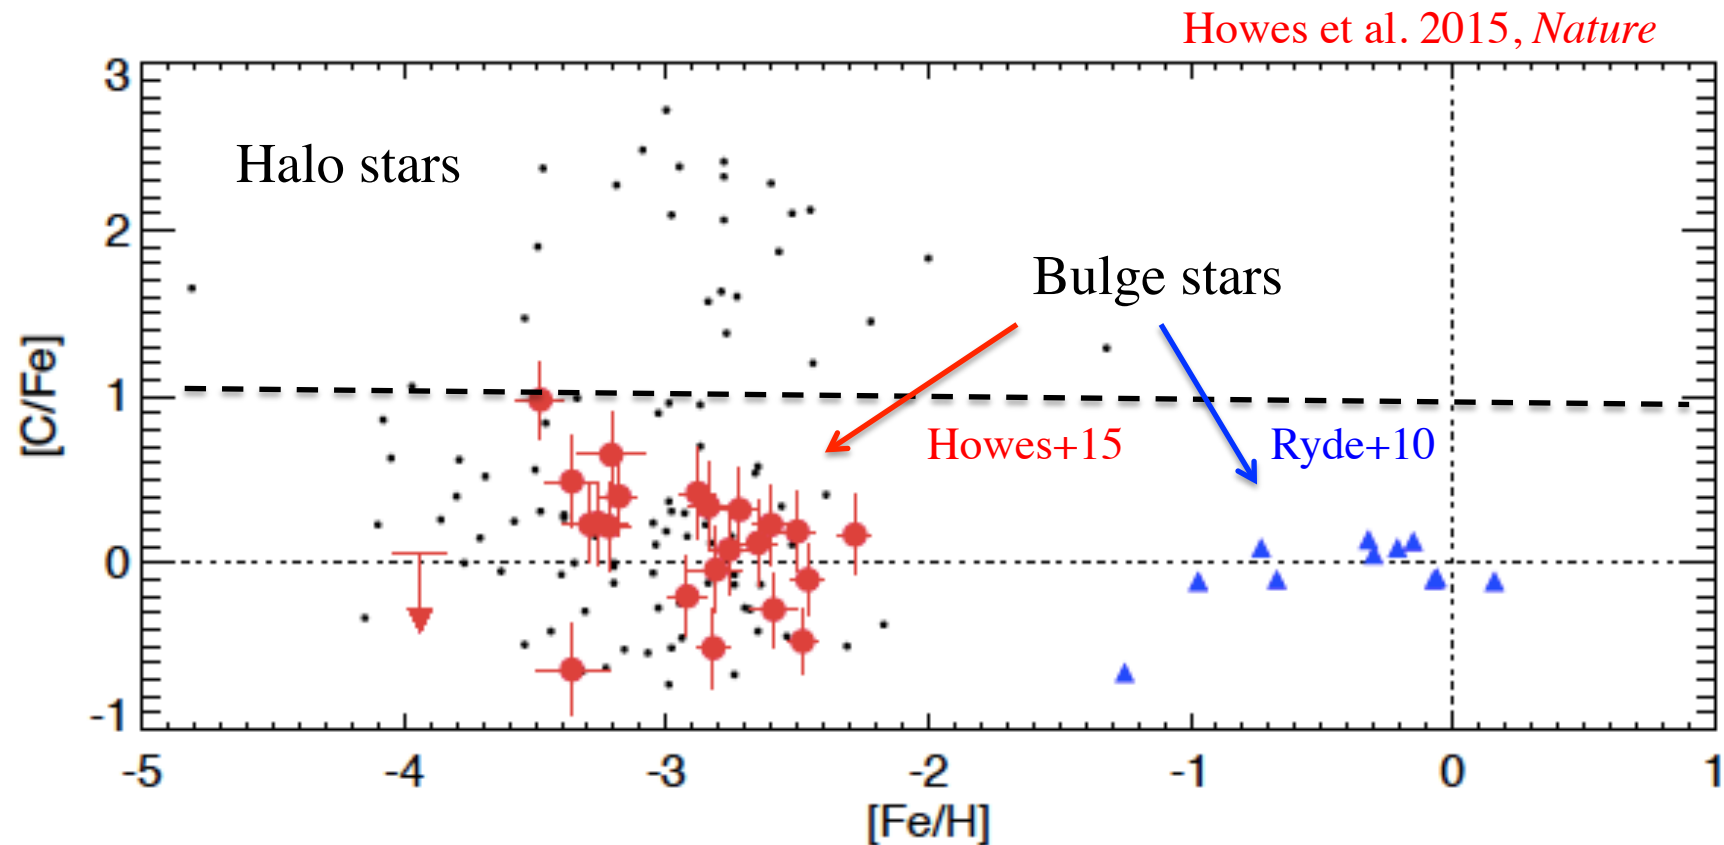 Howes et al. 2015, Nature
3
Halo stars
2
Bulge stars
[C/Fe]
1
Howes+15
Ryde+10
0
-1
-5 -4 -3 -2 -1 0 1
[Fe/H]